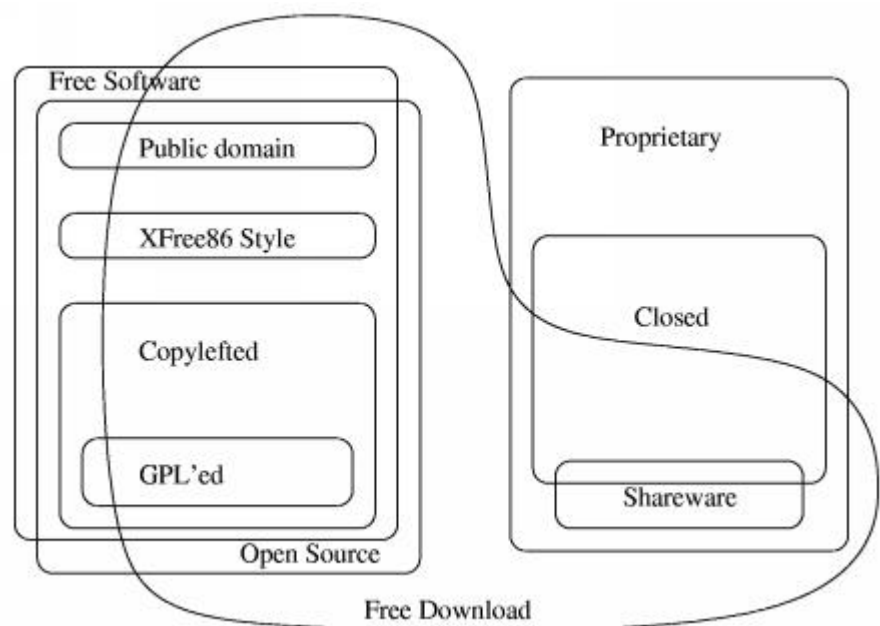 Free Software
Public domain
XFree86 Style
Copylefted
GPL'ed
Open Source
Proprietary
Closed
Shareware
Free Download